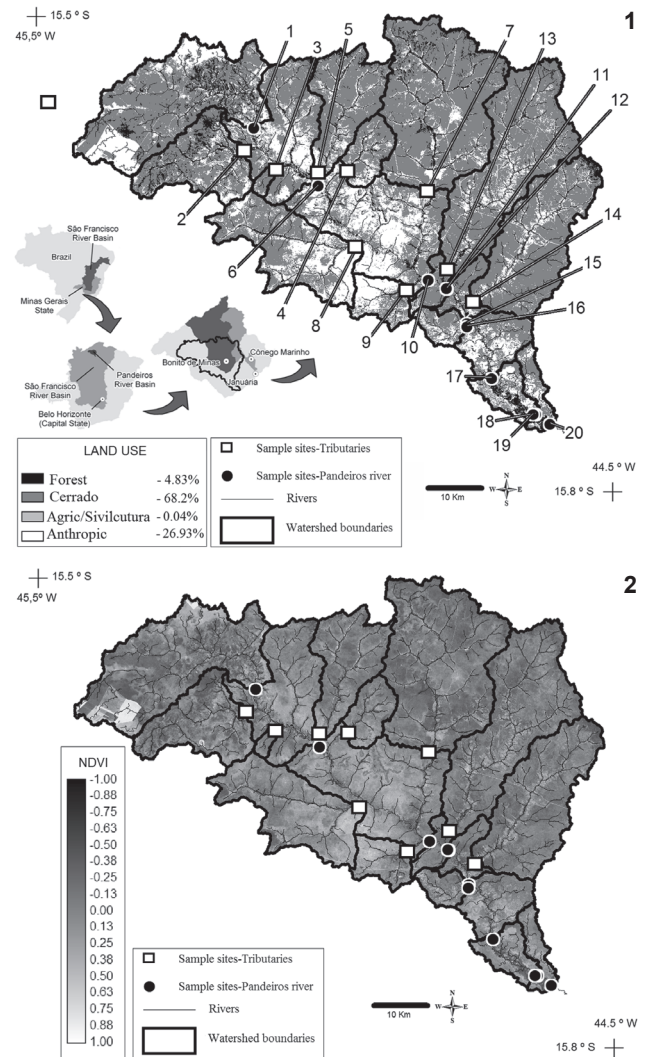 15.5 º S
45,5º W
1
1
3
5
7
13
11
12
2
6
4
8
9
10
14
15
16
17
18
19
20
São Francisco
River Basin
Brazil
Minas Gerais
State
São Francisco
River Basin
Pandeiros
River Basin
Belo Horizonte
(Capital State)
Bonito de Minas
Cônego Marinho
Januária
LAND USE
Forest - 4.83%
Cerrado - 68.2%
Agric/Sivilcutura - 0.04%
Anthropic - 26.93%
Sample sites-Tributaries
Sample sites-Pandeiros river
Rivers
Watershed boundaries
10 Km
N
W E
S
44.5 º W
15.8 º S
15.5 º S
45,5º W
2
NDVI
-1.00
-0.88
-0.75
-0.63
-0.50
-0.38
-0.25
-0.13
0.00
0.13
0.25
0.38
0.50
0.63
0.75
0.88
1.00
Sample sites-Tributaries
Sample sites-Pandeiros river
Rivers
Watershed boundaries
10 Km
N
W E
S
44.5 º W
15.8 º S